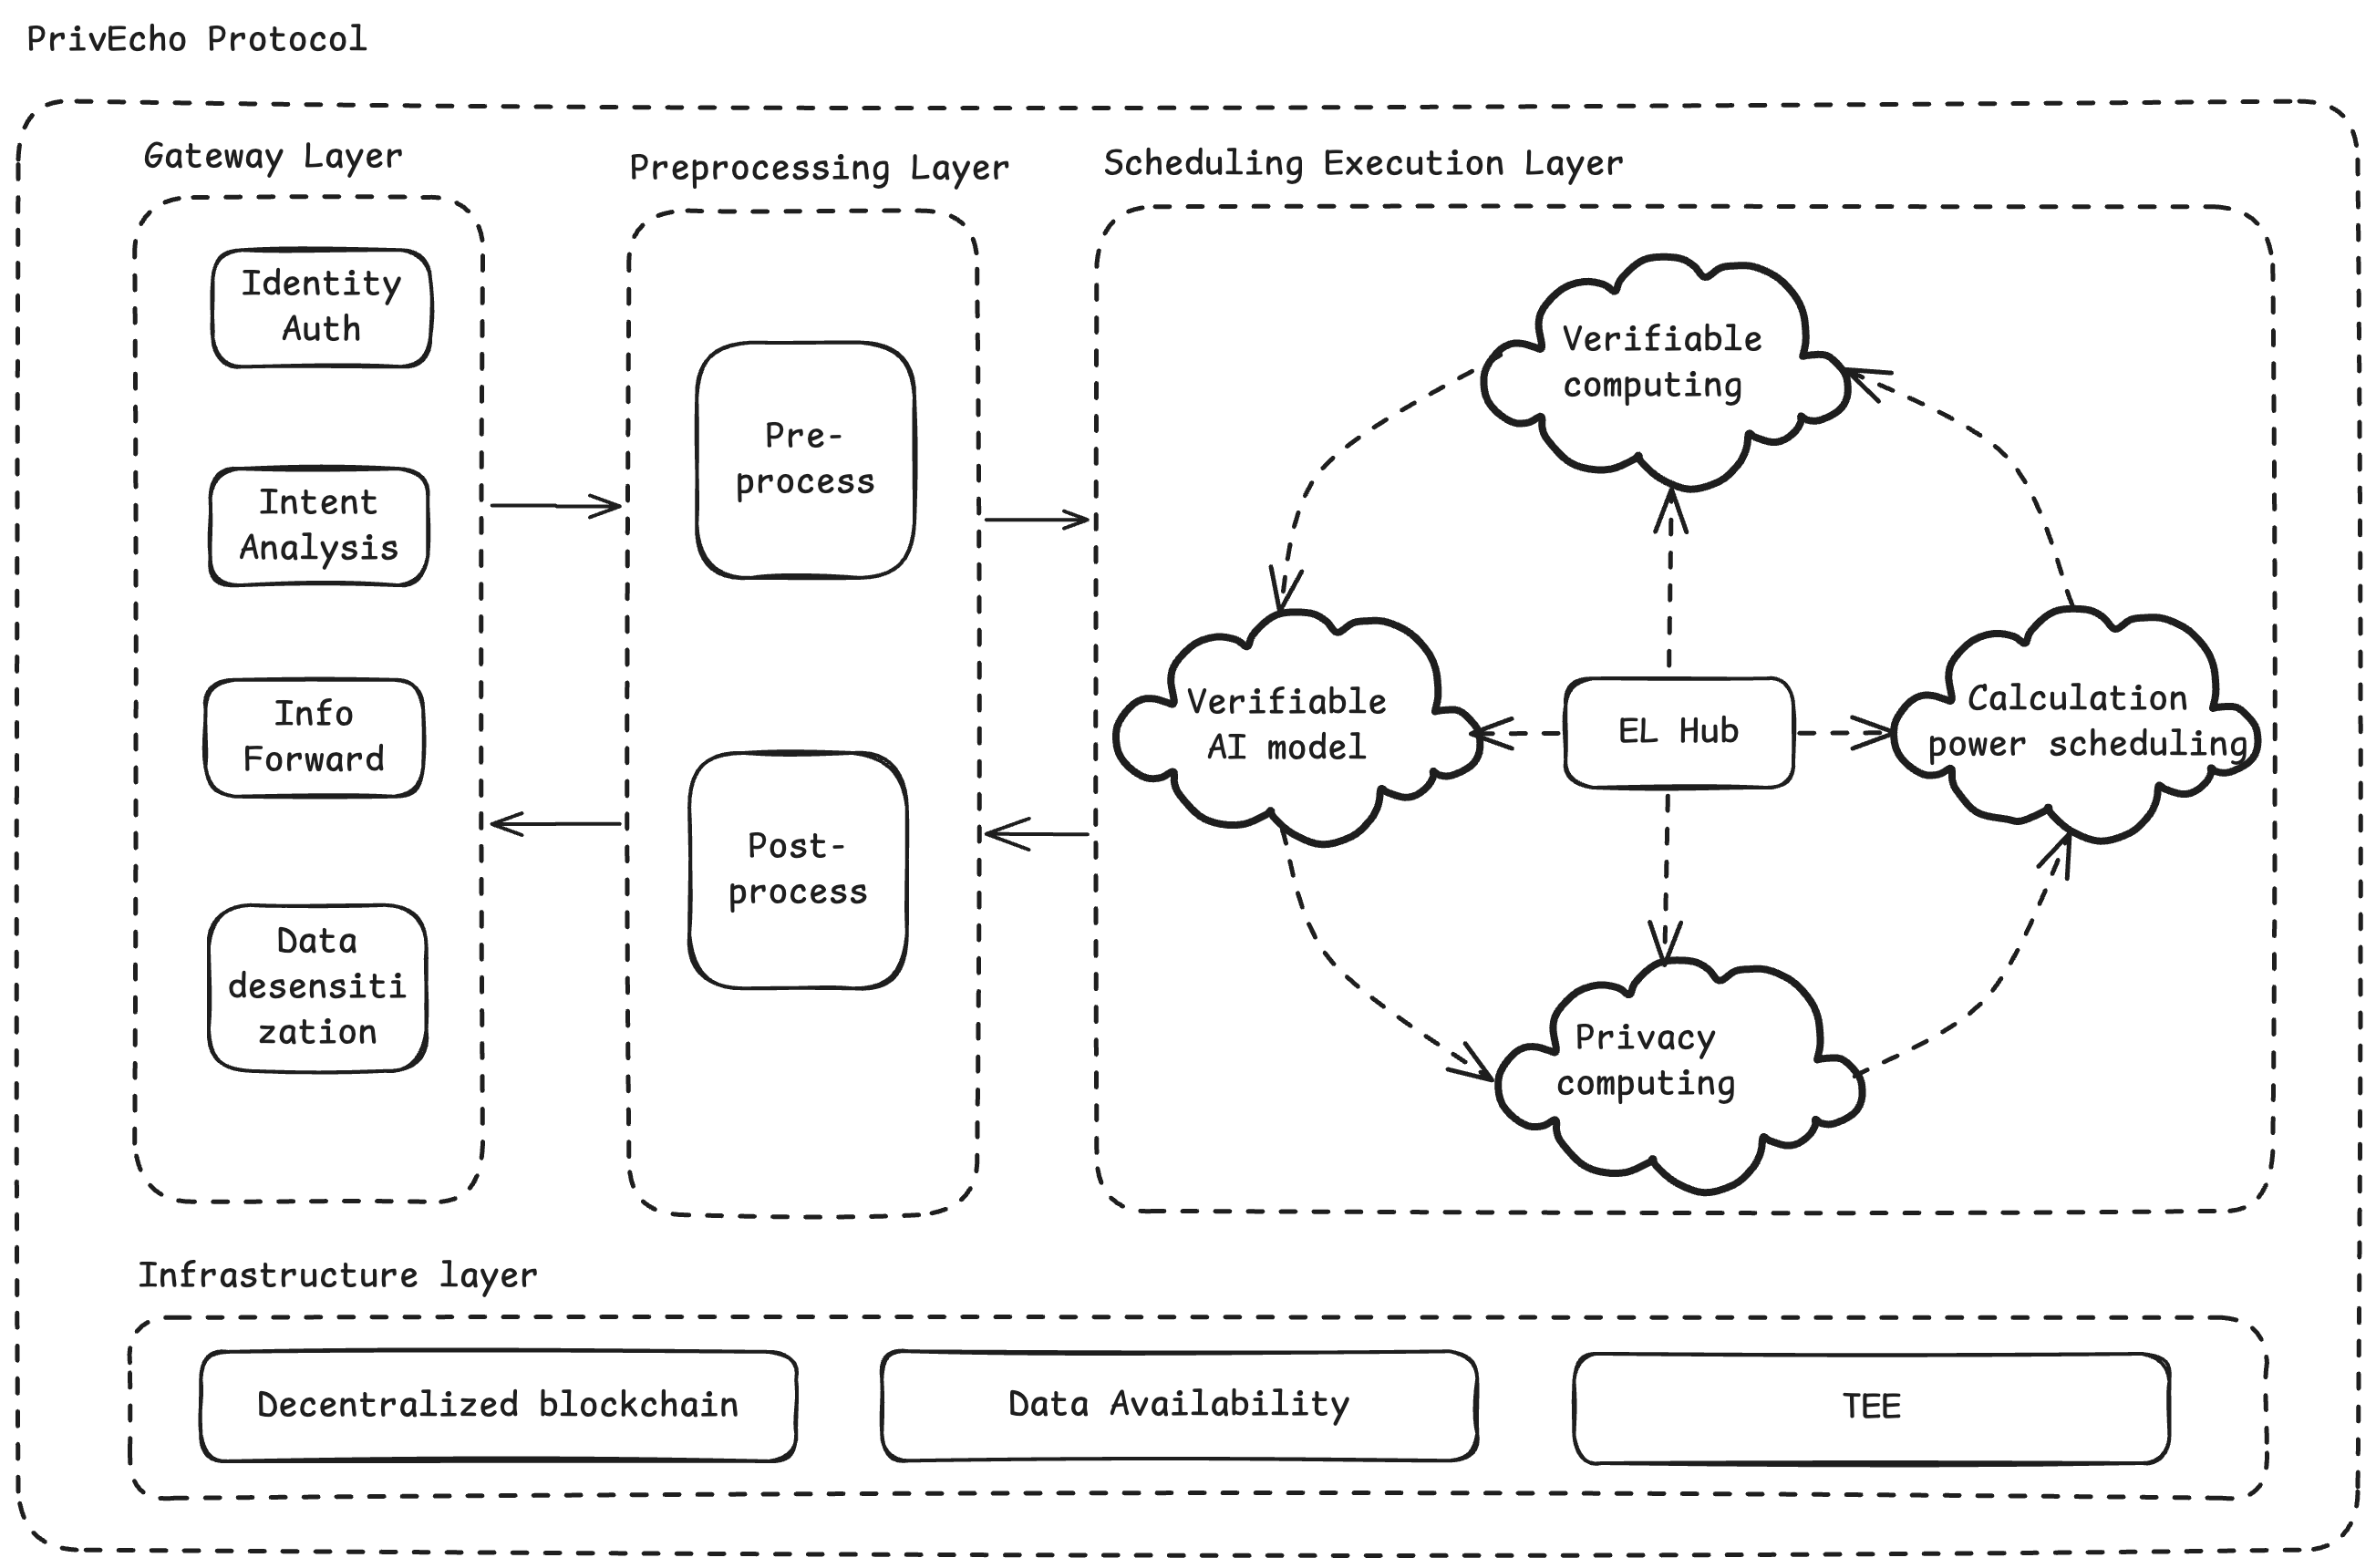 PrivEcho Protocol
Gateway Layer
Identity
Auth
Intent
Analysis
Info
Forward
Data
desensiti
zation
Preprocessing Layer
Pre-
process
Post-
process
Scheduling Execution Layer
Verifiable
computing
Verifiable
AI model
EL Hub
Calculation
power scheduling
Privacy
computing
Infrastructure layer
Decentralized blockchain
Data Availability
TEE